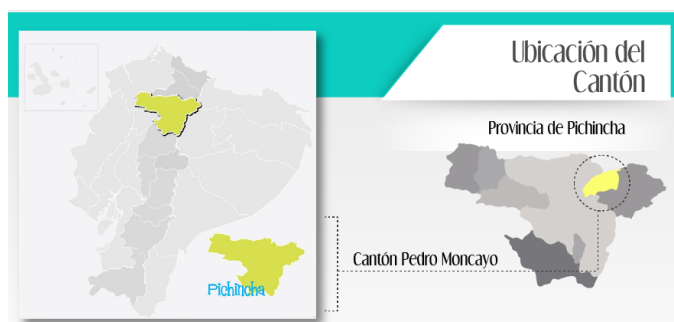 Ubicación del
Cantón
Provincia de Pichincha
Cantón Pedro Moncayo
Pichincha